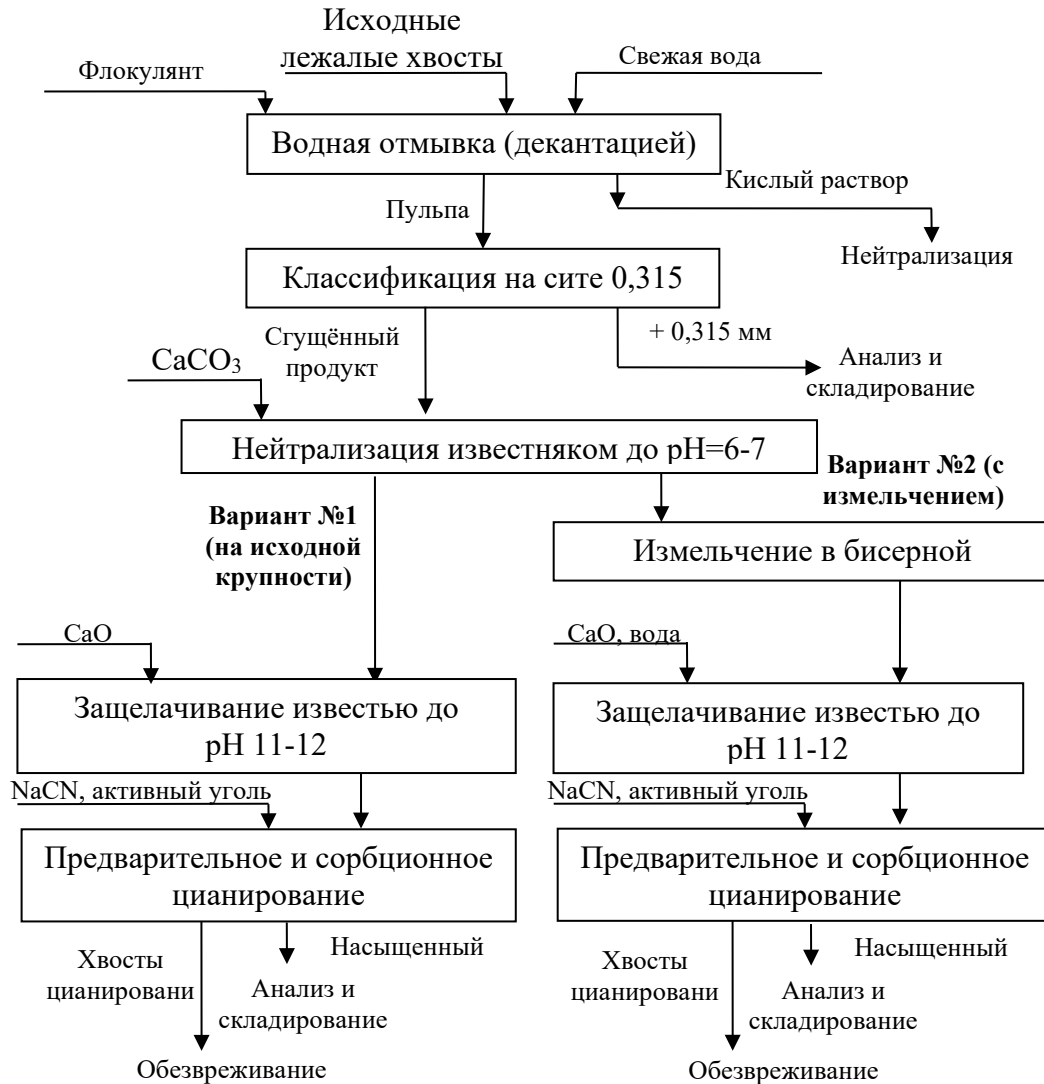 Исходные
лежалые хвосты
Флокулянт
Свежая вода
Водная отмывка (декантацией)
Пульпа
Кислый раствор
Нейтрализация
Классификация на сите 0,315
Сгущённый
продукт
+ 0,315 мм
Анализ и
складирование
CaCO₃
Нейтрализация известняком до pH=6-7
Вариант №1
(на исходной
крупности)
Вариант №2 (с
измельчением)
Измельчение в бисерной
CaO
CaO, вода
Защелачивание известью до
pH 11-12
Защелачивание известью до
pH 11-12
NaCN, активный уголь
NaCN, активный уголь
Предварительное и сорбционное
цианирование
Предварительное и сорбционное
цианирование
Хвосты
цианировани
Насыщенный
Анализ и
складирование
Обезвреживание
Хвосты
цианировани
Насыщенный
Анализ и
складирование
Обезвреживание